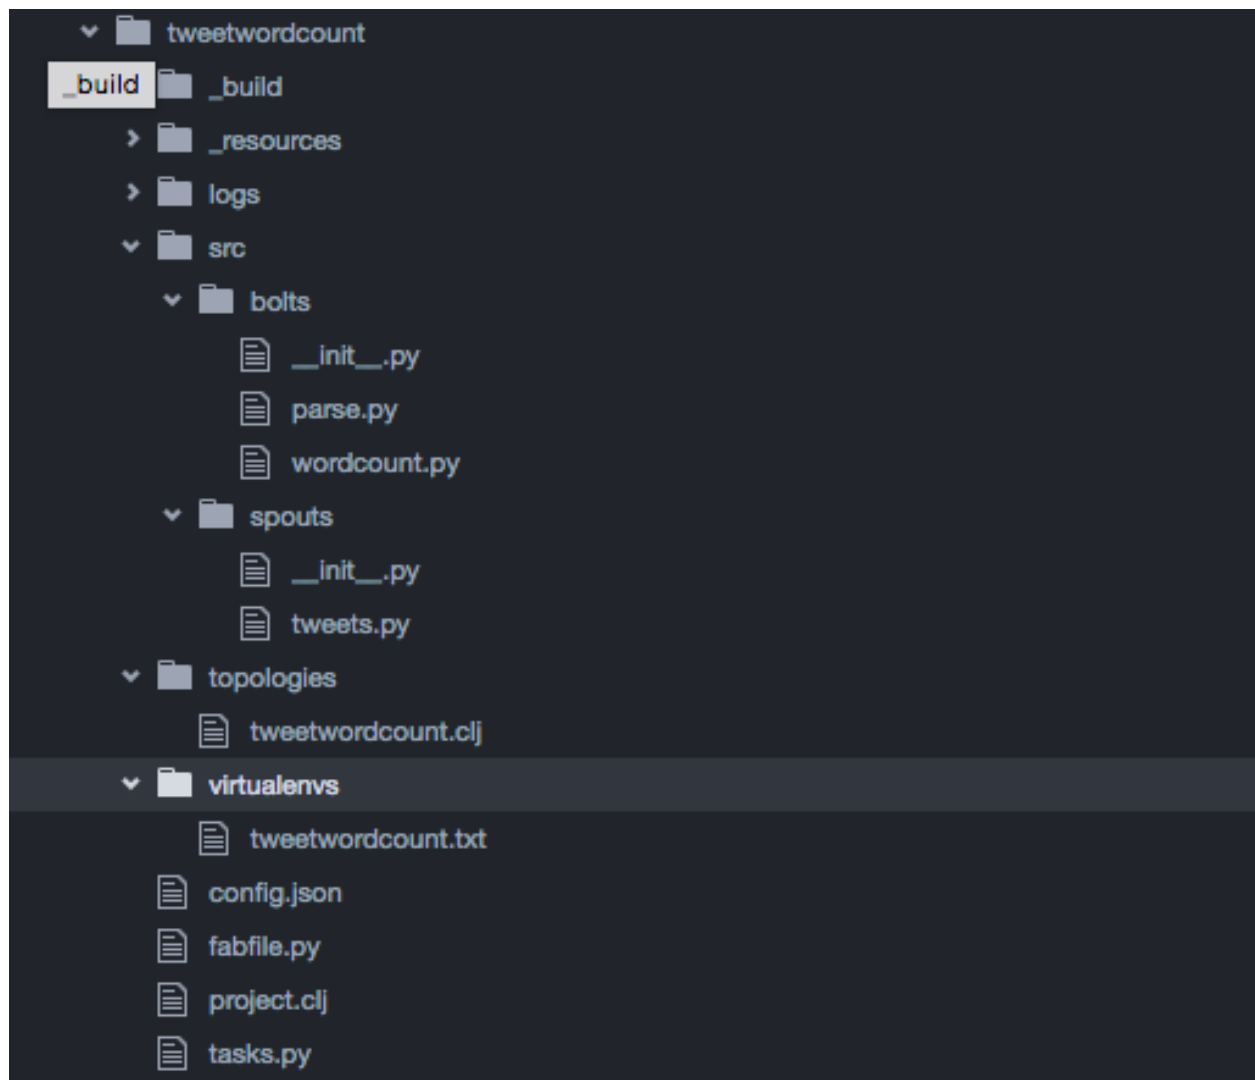 tweetwordcount
_build _build
_resources
logs
src
bolts
__init__.py
parse.py
wordcount.py
spouts
__init__.py
tweets.py
topologies
tweetwordcount.clj
virtualenvs
tweetwordcount.txt
config.json
fabfile.py
project.clj
tasks.py